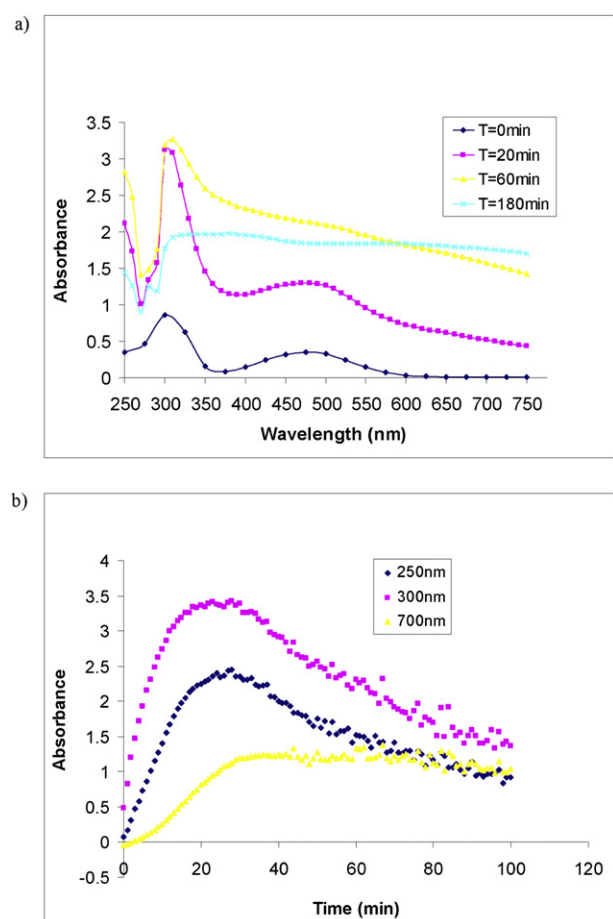 a)
3.5
3
2.5
2
1.5
1
0.5
0
Absorbance
250 300 350 400 450 500 550 600 650 700 750
Wavelength (nm)
T=0min
T=20min
T=60min
T=180min
b)
4
3.5
3
2.5
2
1.5
1
0.5
0
-0.5
Absorbance
0 20 40 60 80 100 120
Time (min)
250nm
300nm
700nm